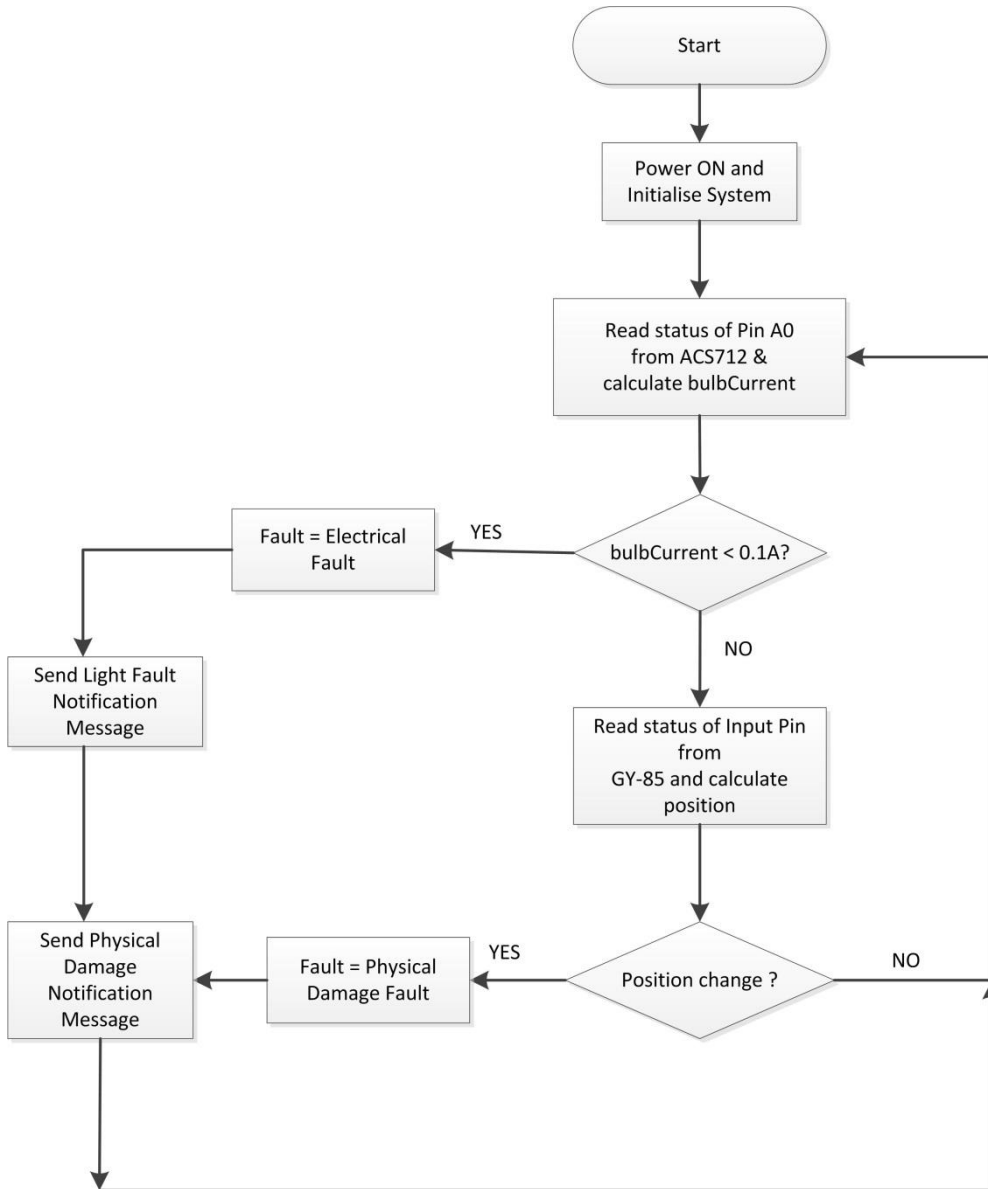 Start
Power ON and
Initialise System
Read status of Pin A0
from ACS712 &
calculate bulbCurrent
Fault = Electrical
Fault
YES
bulbCurrent < 0.1A?
NO
Send Light Fault
Notification
Message
Read status of Input Pin
from
GY-85 and calculate
position
Send Physical
Damage
Notification
Message
Fault = Physical
Damage Fault
YES
Position change ?
NO